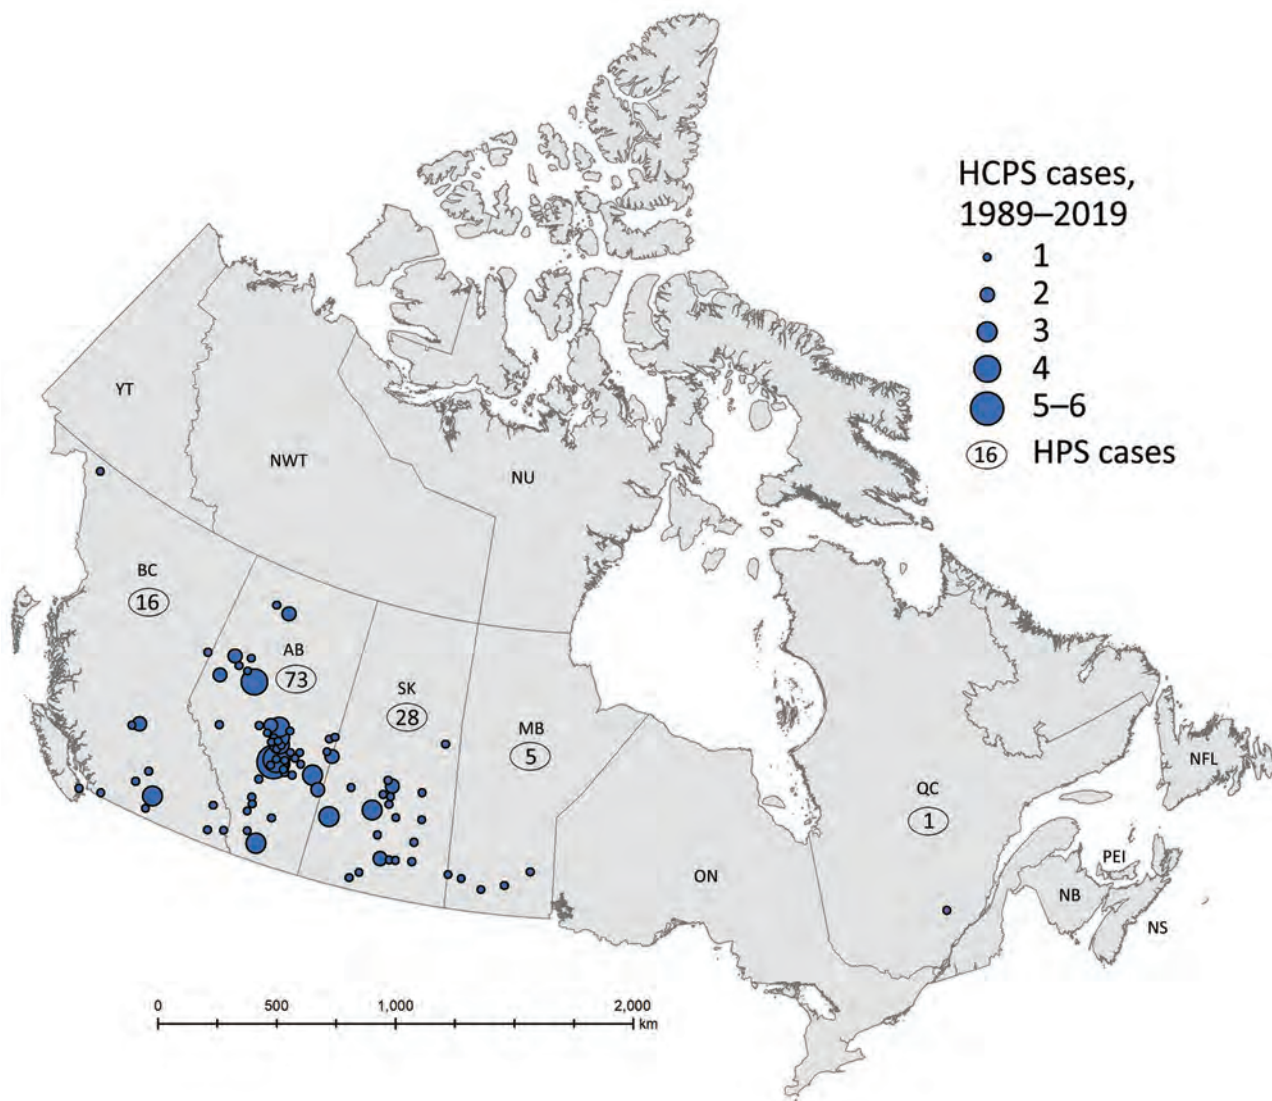 HCPS cases,
1989–2019
1
2
3
4
5–6
16 HPS cases
YT
NWT
NU
BC
16
AB
73
SK
28
MB
5
ON
QC
1
NFL
PEI
NB
NS
0 500 1,000 2,000
km